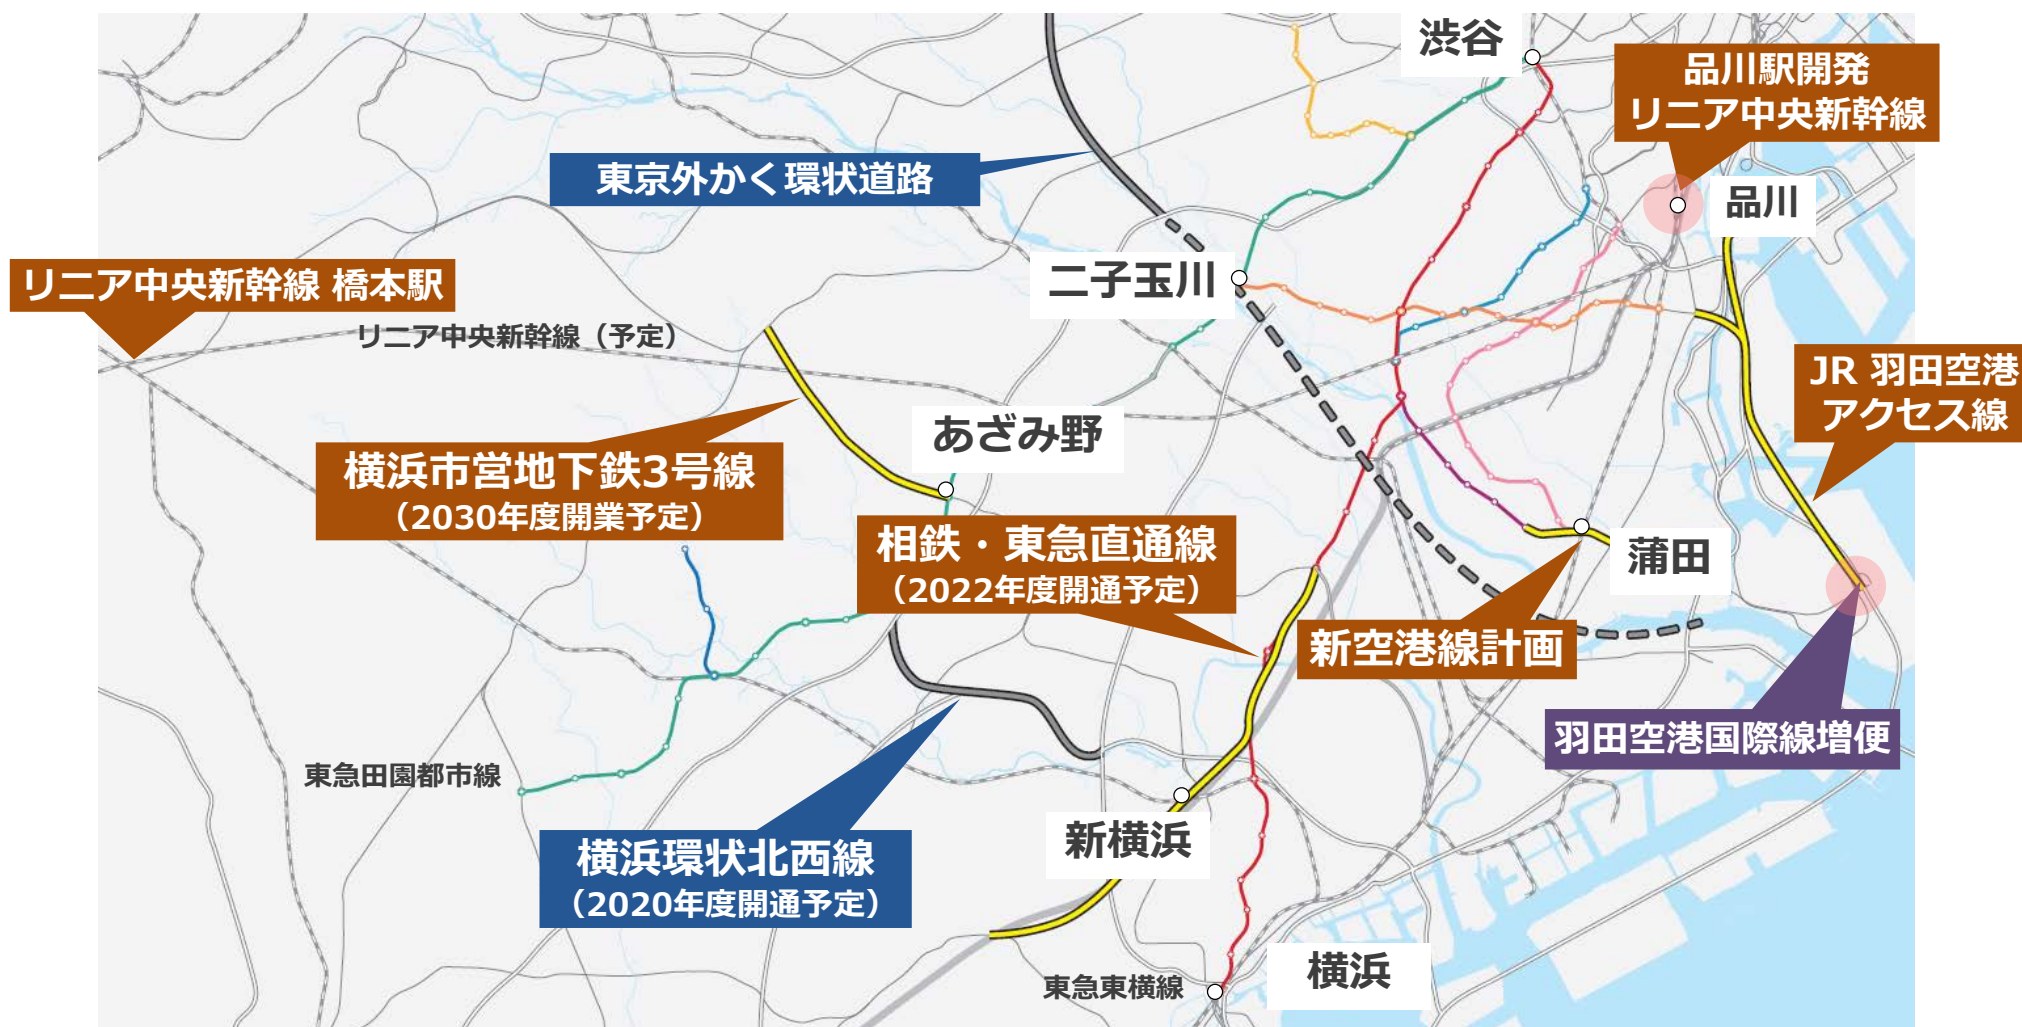 渋谷
品川駅開発
リニア中央新幹線
東京外かく環状道路
品川
二子玉川
リニア中央新幹線 橋本駅
リニア中央新幹線（予定）
JR 羽田空港
アクセス線
あざみ野
横浜市営地下鉄3号線
（2030年度開業予定）
相鉄・東急直通線
（2022年度開通予定）
蒲田
新空港線計画
羽田空港国際線増便
東急田園都市線
新横浜
横浜環状北西線
（2020年度開通予定）
横浜
東急東横線